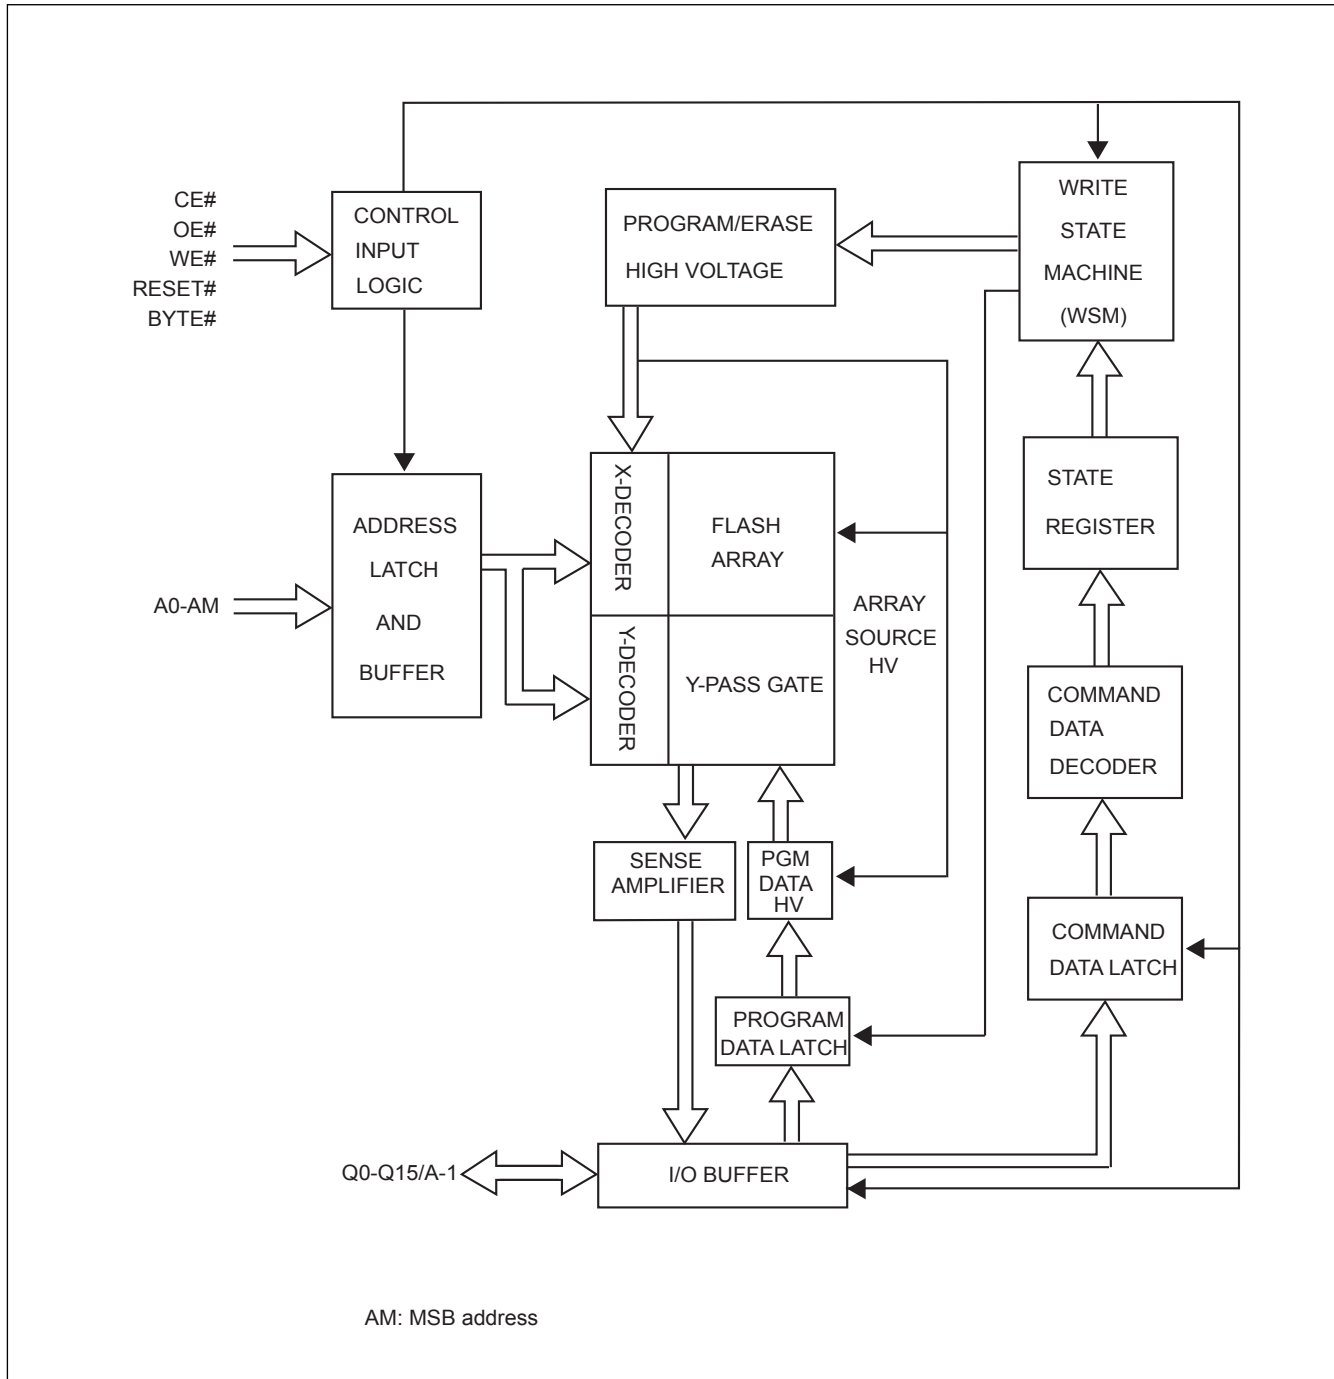 CE#
OE#
WE#
RESET#
BYTE#
CONTROL
INPUT
LOGIC
PROGRAM/ERASE
HIGH VOLTAGE
WRITE
STATE
MACHINE
(WSM)
STATE
REGISTER
A0-AM
ADDRESS
LATCH
AND
BUFFER
X-DECODER
FLASH
ARRAY
Y-DECODER
Y-PASS GATE
ARRAY
SOURCE
HV
COMMAND
DATA
DECODER
SENSE
AMPLIFIER
PGM
DATA
HV
COMMAND
DATA LATCH
PROGRAM
DATA LATCH
Q0-Q15/A-1
I/O BUFFER
AM: MSB address